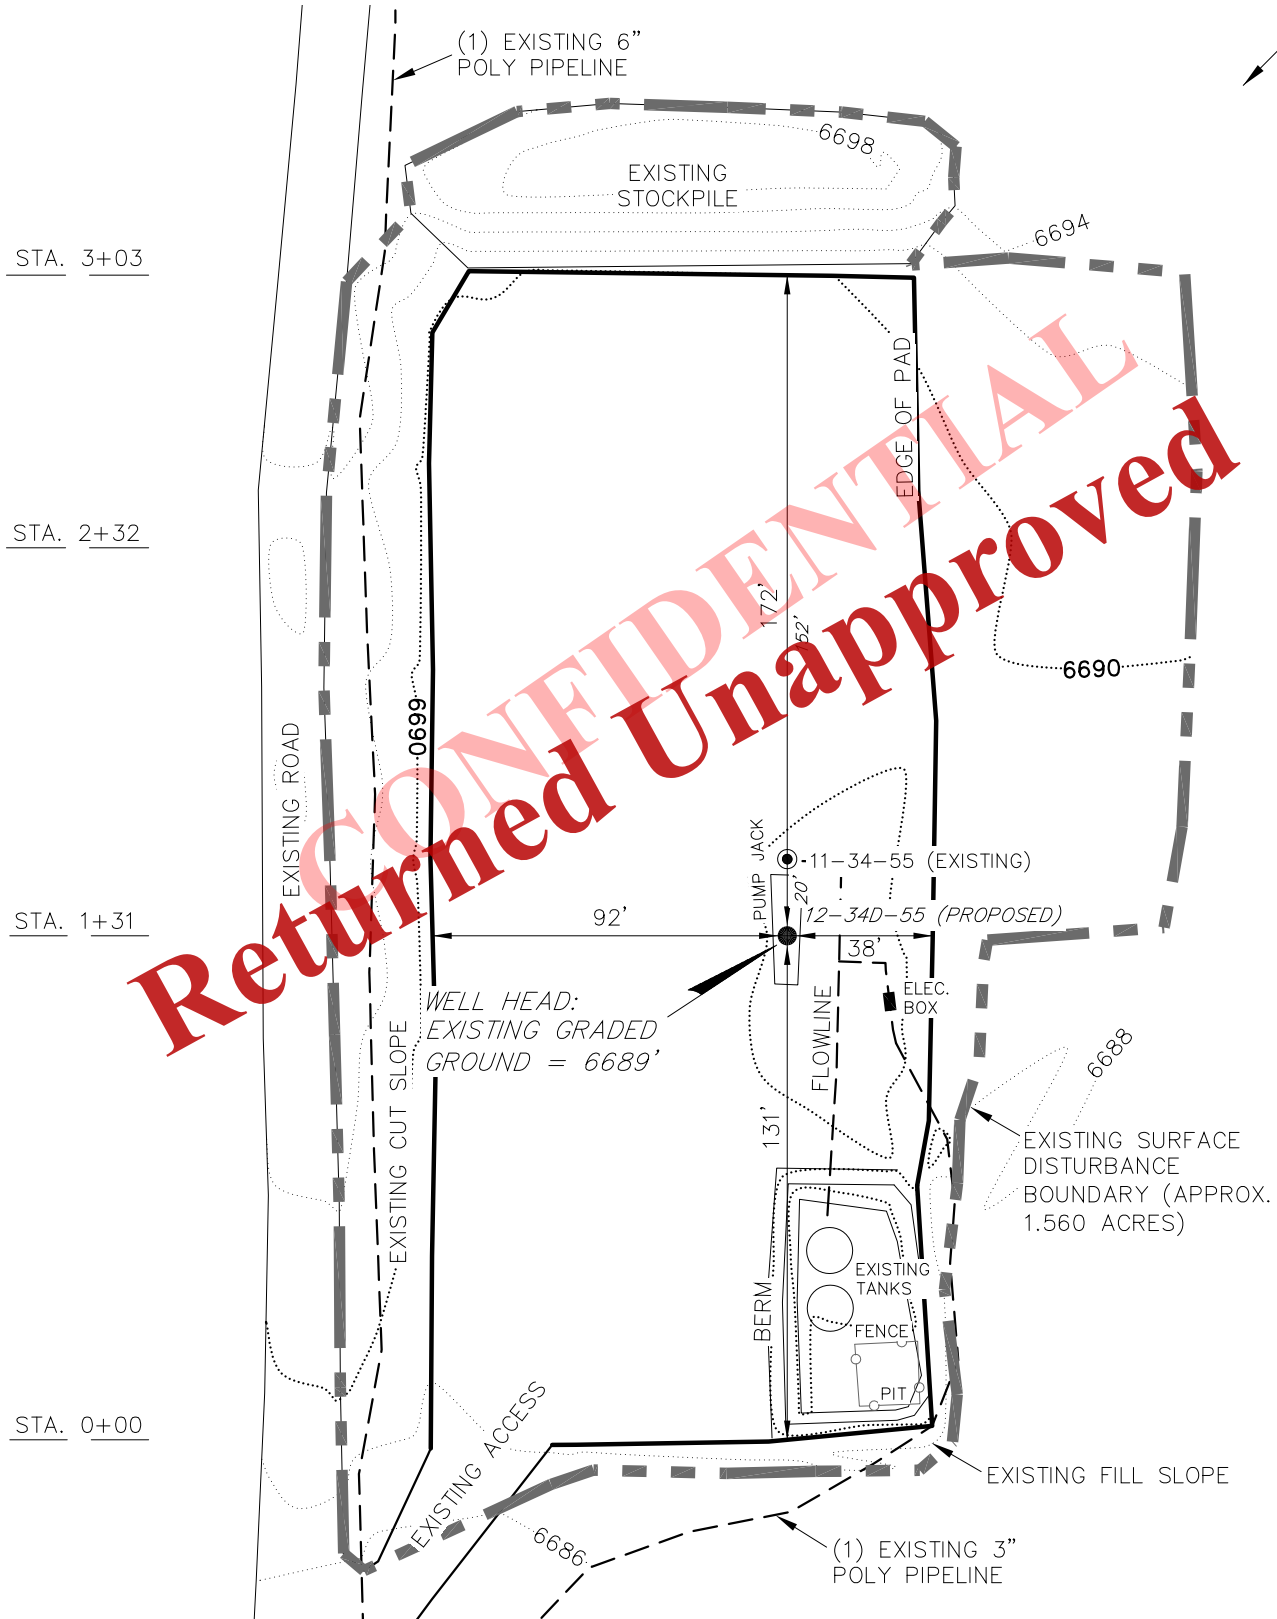 (1) EXISTING 6”
POLY PIPELINE
6698
EXISTING
STOCKPILE
6694
STA. 3+03
EDGE OF PAD
CONFIDENTIAL
Returned Unapproved
STA. 2+32
172'
152'
6690
6690
EXISTING ROAD
PUMP JACK
11-34-55 (EXISTING)
20'
STA. 1+31
92'
12-34D-55 (PROPOSED)
38'
ELEC.
BOX
WELL HEAD:
EXISTING GRADED
GROUND = 6689'
FLOWLINE
EXISTING CUT SLOPE
6688
131'
EXISTING SURFACE
DISTURBANCE
BOUNDARY (APPROX.
1.560 ACRES)
EXISTING
TANKS
BERM
FENCE
PIT
STA. 0+00
EXISTING ACCESS
EXISTING FILL SLOPE
6686
(1) EXISTING 3”
POLY PIPELINE